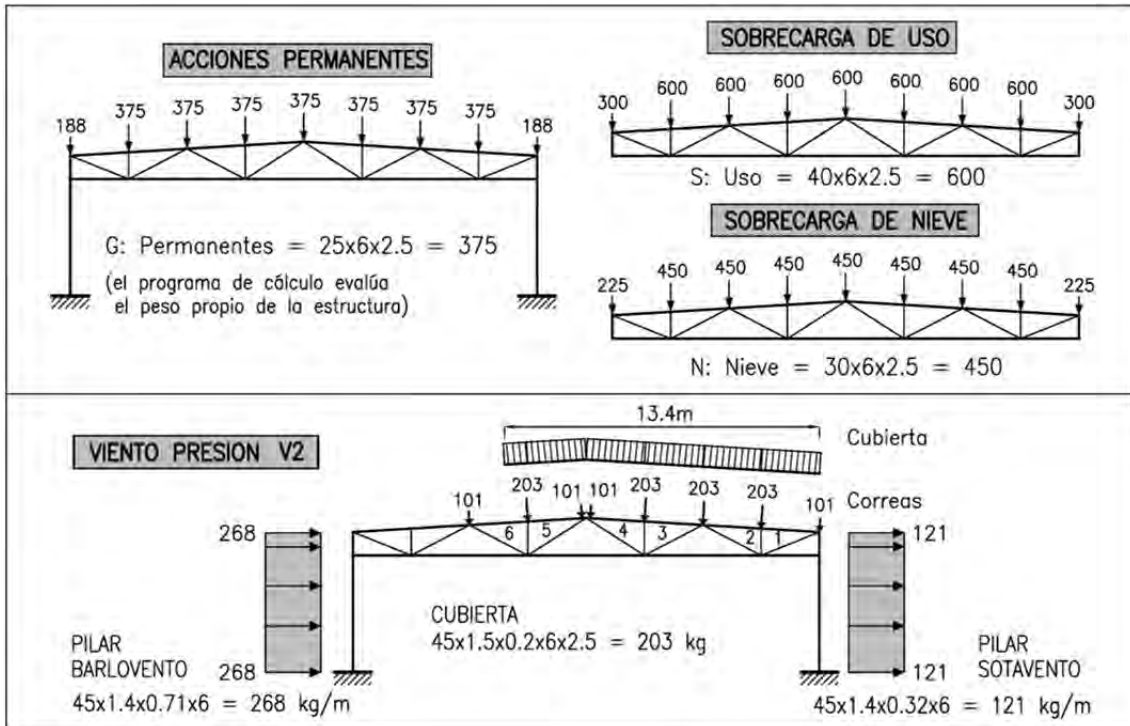 ACCIONES PERMANENTES
188 375 375 375 375 375 375 375 188
G: Permanentes = 25x6x2.5 = 375
(el programa de cálculo evalúa
el peso propio de la estructura)
SOBRECARGA DE USO
300 600 600 600 600 600 600 600 300
S: Uso = 40x6x2.5 = 600
SOBRECARGA DE NIEVE
225 450 450 450 450 450 450 450 225
N: Nieve = 30x6x2.5 = 450
VIENTO PRESION V2
13.4m
Cubierta
101 203 101 101 203 203 203 101
Correas
268
6 5 4 3 2 1
121
CUBIERTA
45x1.5x0.2x6x2.5 = 203 kg
PILAR
BARLOVENTO
268
45x1.4x0.71x6 = 268 kg/m
121
PILAR
SOTAVENTO
45x1.4x0.32x6 = 121 kg/m